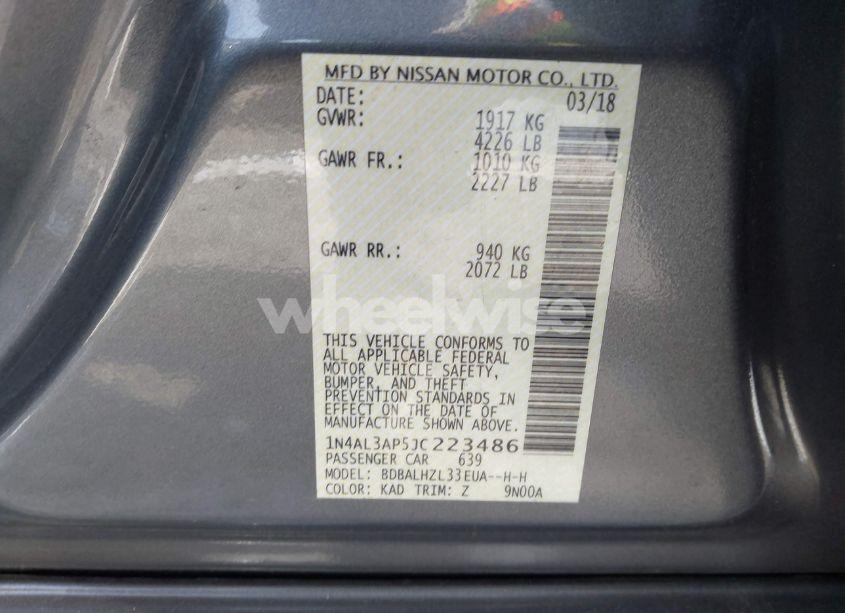 MFD BY NISSAN MOTOR CO., LTD.
DATE: 03/18
GVWR: 1917 KG
4226 LB
GAWR FR.: 1010 KG
2227 LB
GAWR RR.: 940 KG
2072 LB
wheelwise
THIS VEHICLE CONFORMS TO
ALL APPLICABLE FEDERAL
MOTOR VEHICLE SAFETY,
BUMPER, AND THEFT
PREVENTION STANDARDS IN
EFFECT ON THE DATE OF
MANUFACTURE SHOWN ABOVE.
1N4AL3AP5JC223486
PASSENGER CAR 639
MODEL: BDBALHZL33EUA--H-H
COLOR: KAD TRIM: Z 9N00A